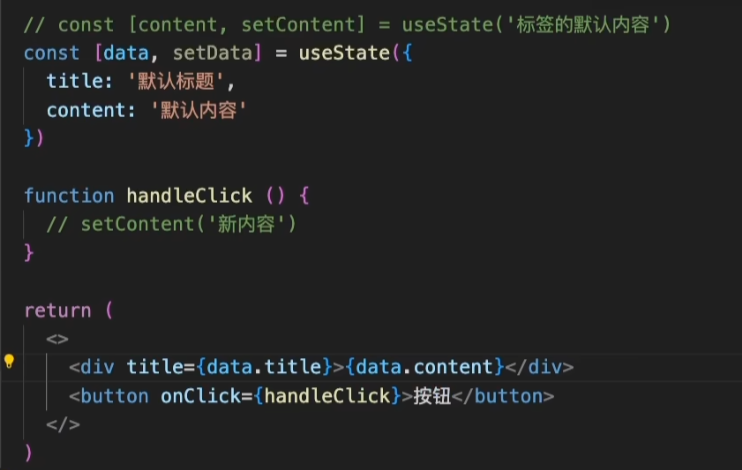 // const [content, setContent] = useState('标签的默认内容')
const [data, setData] = useState({
  title: '默认标题',
  content: '默认内容'
})

function handleClick () {
  // setContent('新内容')
}

return (
  <>
    <div title={data.title}>{data.content}</div>
    <button onClick={handleClick}>按钮</button>
  </>
)